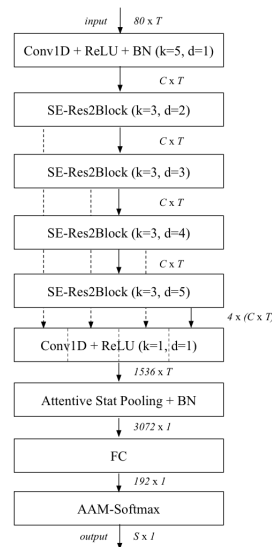 input 80 x T
Conv1D + ReLU + BN (k=5, d=1)
C x T
SE-Res2Block (k=3, d=2)
C x T
SE-Res2Block (k=3, d=3)
C x T
SE-Res2Block (k=3, d=4)
C x T
SE-Res2Block (k=3, d=5)
4 x (C x T)
Conv1D + ReLU (k=1, d=1)
1536 x T
Attentive Stat Pooling + BN
3072 x 1
FC
192 x 1
AAM-Softmax
output S x 1